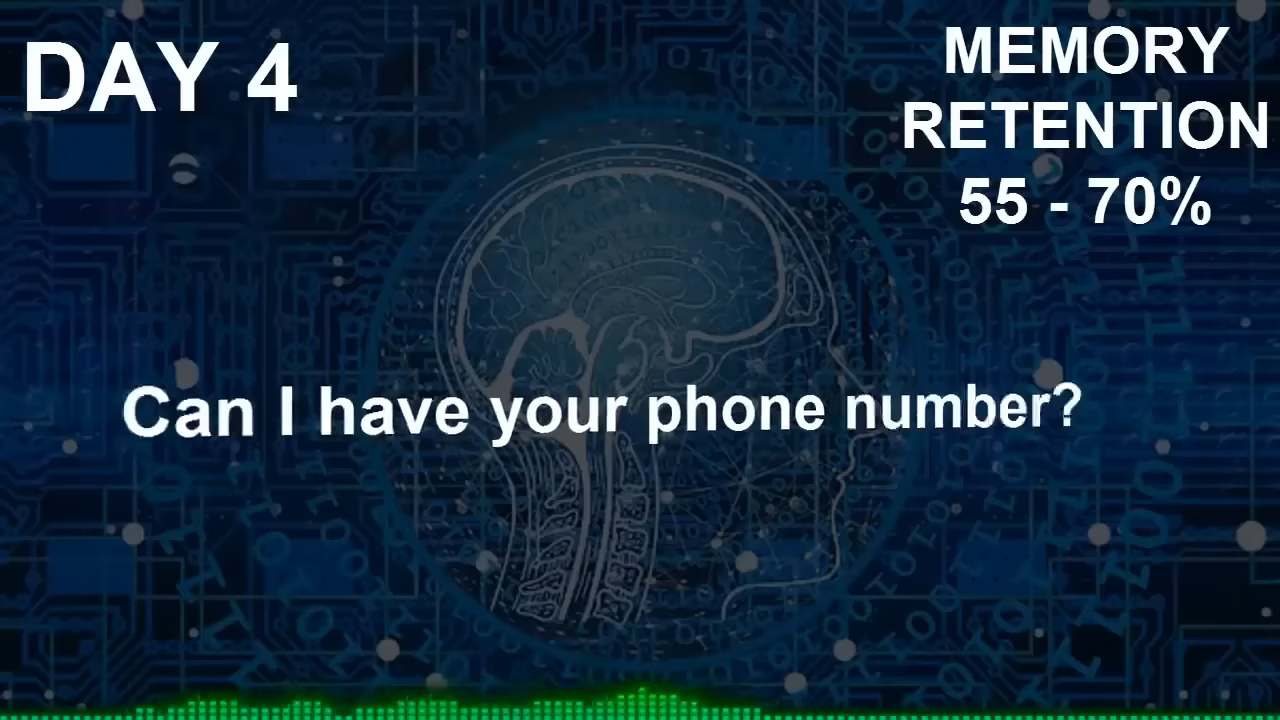 DAY 4
MEMORY
RETENTION
55 - 70%
Can I have your phone number?